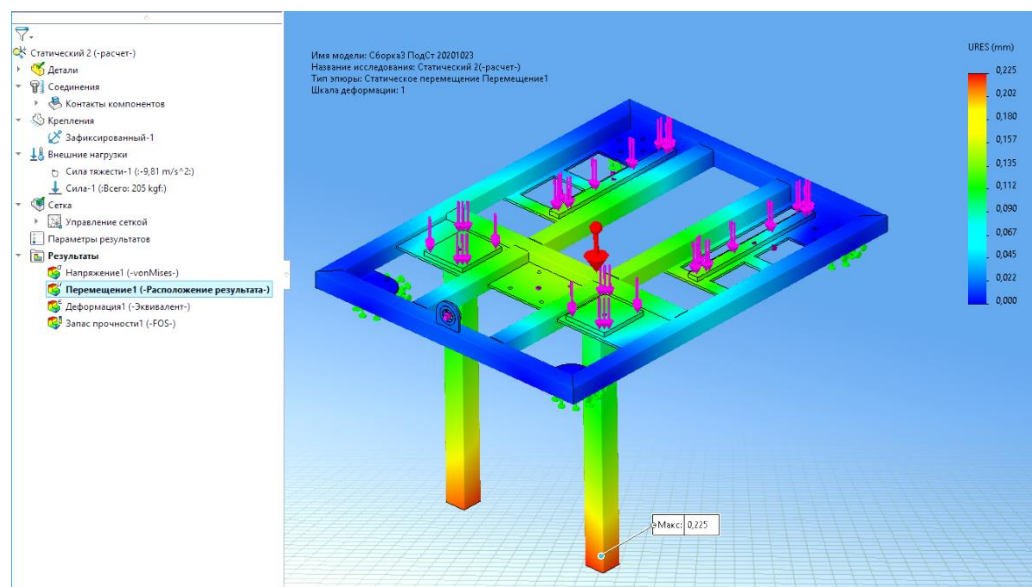 Статический 2 (-расчет-)
Детали
Соединения
Контакты компонентов
Крепления
Зафиксированный-1
Внешние нагрузки
Сила тяжести-1 (:-9,81 m/s^2:)
Сила-1 (:Всего: 205 kgf:)
Сетка
Управление сеткой
Параметры результатов
Результаты
Напряжение1 (-vonMises-)
Перемещение1 (-Расположение результата-)
Деформация1 (-Эквивалент-)
Запас прочности1 (-FOS-)
Имя модели: Сборка3 ПодСт 20201023
Название исследования: Статический 2(-расчет-)
Тип эпюры: Статическое перемещение Перемещение1
Шкала деформации: 1
URES (mm)
0,225
0,202
0,180
0,157
0,135
0,112
0,090
0,067
0,045
0,022
0,000
Макс: 0,225